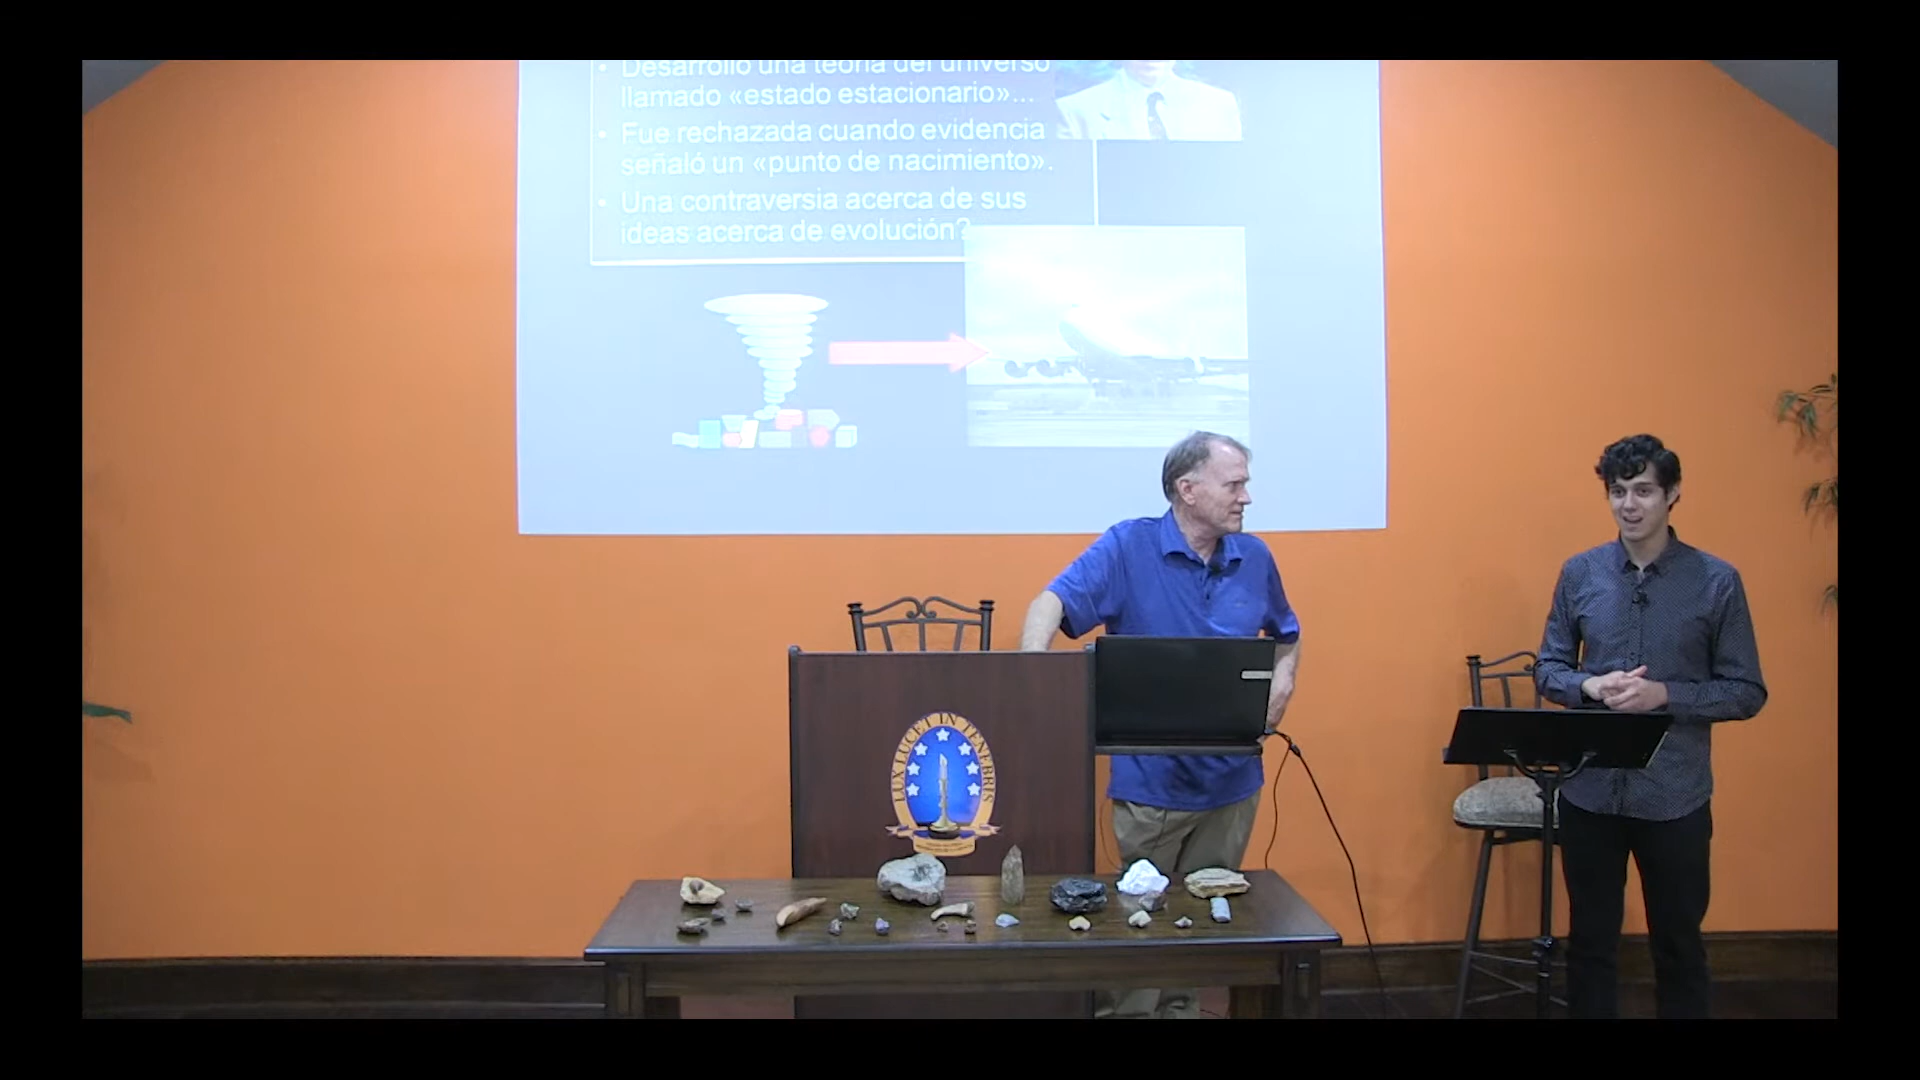 Desarrolló una teoría del universo
llamado «estado estacionario»...
Fue rechazada cuando evidencia
señaló un «punto de nacimiento».
Una contraversia acerca de sus
ideas acerca de evolución?
LUX LUCET IN TENEBRIS